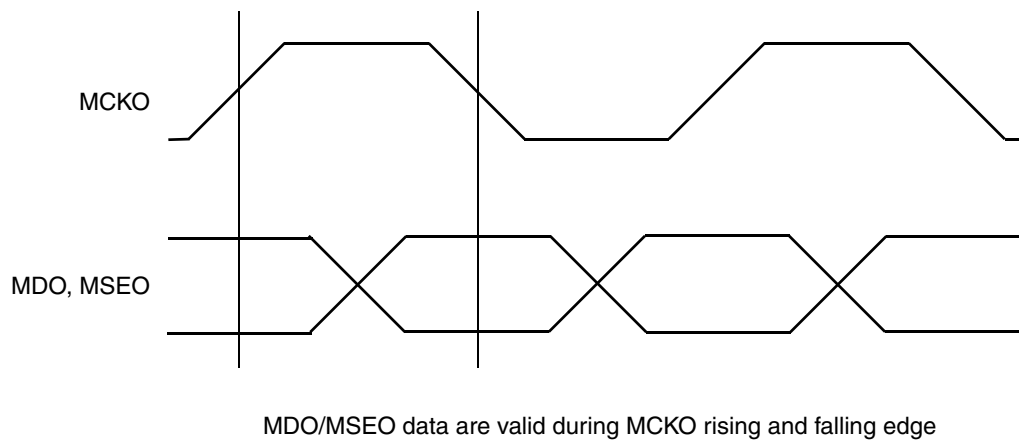 MCKO
MDO, MSEO
MDO/MSEO data are valid during MCKO rising and falling edge